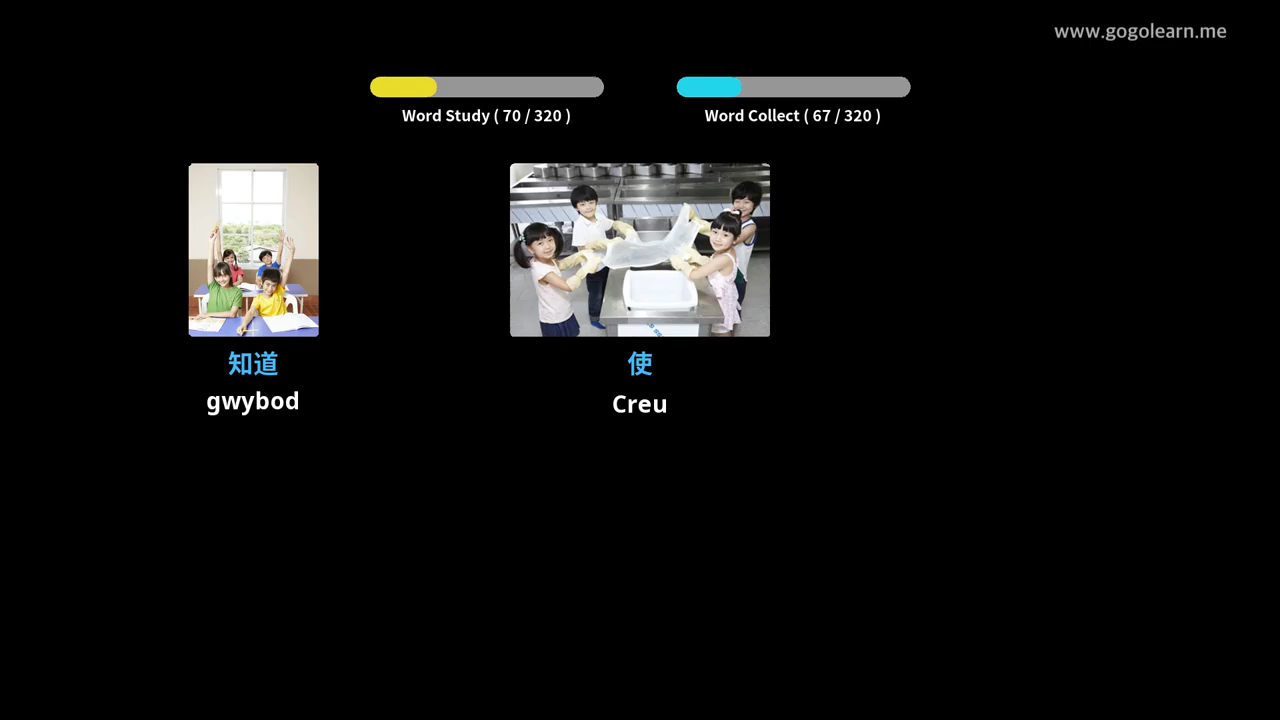 www.gogolearn.me
Word Study ( 70 / 320 )
Word Collect ( 67 / 320 )
知道
gwybod
使
Creu